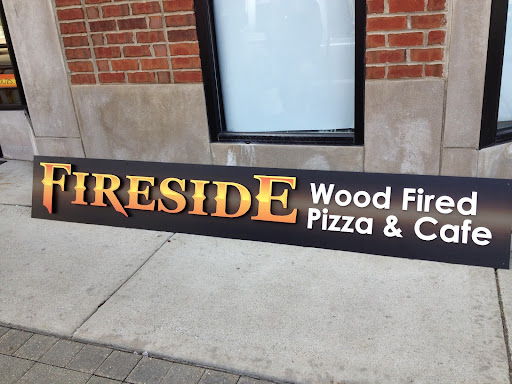 FIRESIDE
Wood Fired
Pizza & Cafe